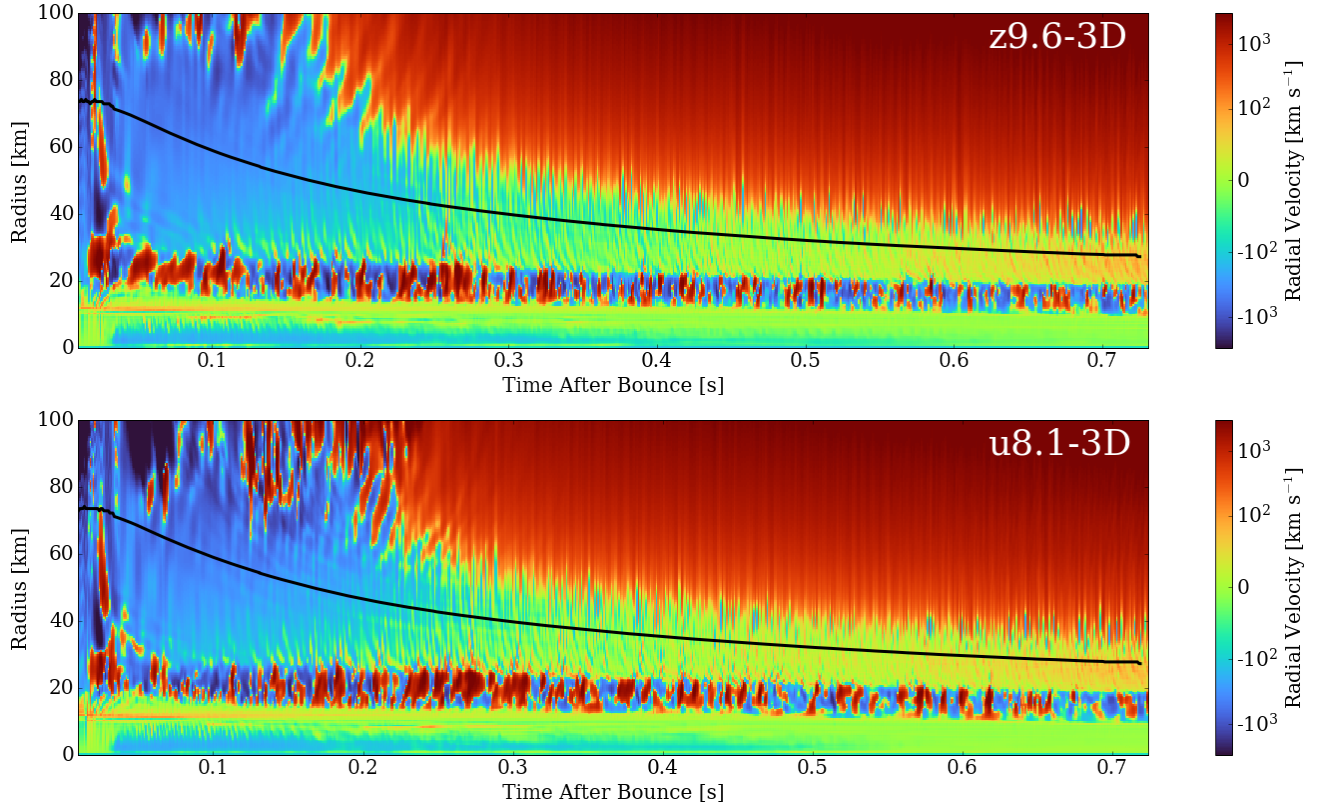 z9.6-3D
100
80
60
40
20
0
Radius [km]
0.1 0.2 0.3 0.4 0.5 0.6 0.7
Time After Bounce [s]
10³
10²
0
-10²
-10³
Radial Velocity [km s⁻¹]
u8.1-3D
100
80
60
40
20
0
Radius [km]
0.1 0.2 0.3 0.4 0.5 0.6 0.7
Time After Bounce [s]
10³
10²
0
-10²
-10³
Radial Velocity [km s⁻¹]